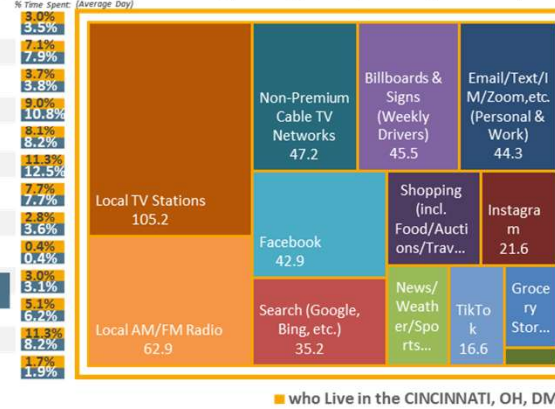 % Time Spent: (Average Day)
3.0%
3.5%
7.1%
7.9%
3.7%
3.8%
9.0%
10.8%
8.1%
8.2%
11.3%
12.5%
7.7%
7.7%
2.8%
3.6%
0.4%
0.4%
3.0%
3.1%
5.1%
6.2%
11.3%
8.2%
1.7%
1.9%
Local TV Stations
105.2
Local AM/FM Radio
62.9
Non-Premium
Cable TV
Networks
47.2
Billboards &
Signs
(Weekly
Drivers)
45.5
Email/Text/I
M/Zoom,etc.
(Personal &
Work)
44.3
Facebook
42.9
Shopping
(incl.
Food/Aucti
ons/Trav...
Instagra
m
21.6
Search (Google,
Bing, etc.)
35.2
News/
Weath
er/Spo
rts...
TikTo
k
16.6
Groce
ry
Stor...
who Live in the CINCINNATI, OH, DM